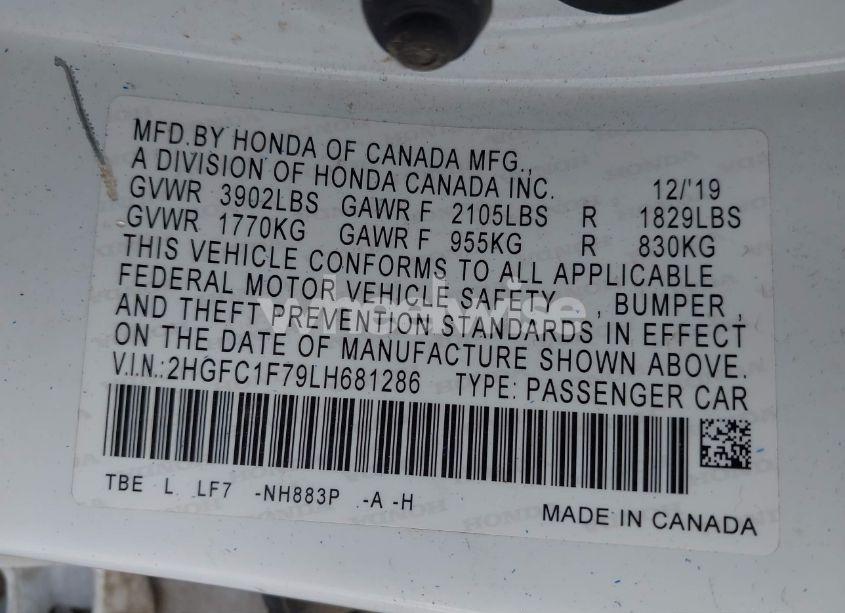 MFD.BY HONDA OF CANADA MFG.,
A DIVISION OF HONDA CANADA INC. 12/'19
GVWR 3902LBS GAWR F 2105LBS R 1829LBS
GVWR 1770KG GAWR F 955KG R 830KG
THIS VEHICLE CONFORMS TO ALL APPLICABLE
FEDERAL MOTOR VEHICLE SAFETY , BUMPER ,
AND THEFT PREVENTION STANDARDS IN EFFECT
ON THE DATE OF MANUFACTURE SHOWN ABOVE.
V.I.N.:2HGFC1F79LH681286 TYPE: PASSENGER CAR
TBE L LF7 -NH883P -A -H
MADE IN CANADA
wheelwise